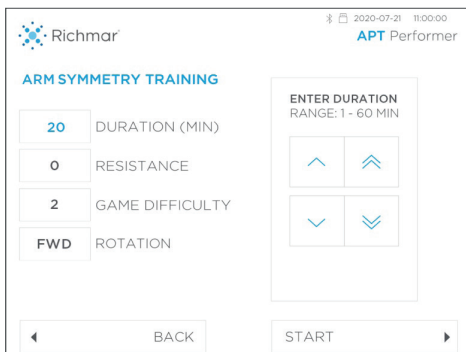 2020-07-21 11:00:00
Richmar
APT Performer
ARM SYMMETRY TRAINING
20 DURATION (MIN)
0 RESISTANCE
2 GAME DIFFICULTY
FWD ROTATION
ENTER DURATION
RANGE: 1 - 60 MIN
BACK
START